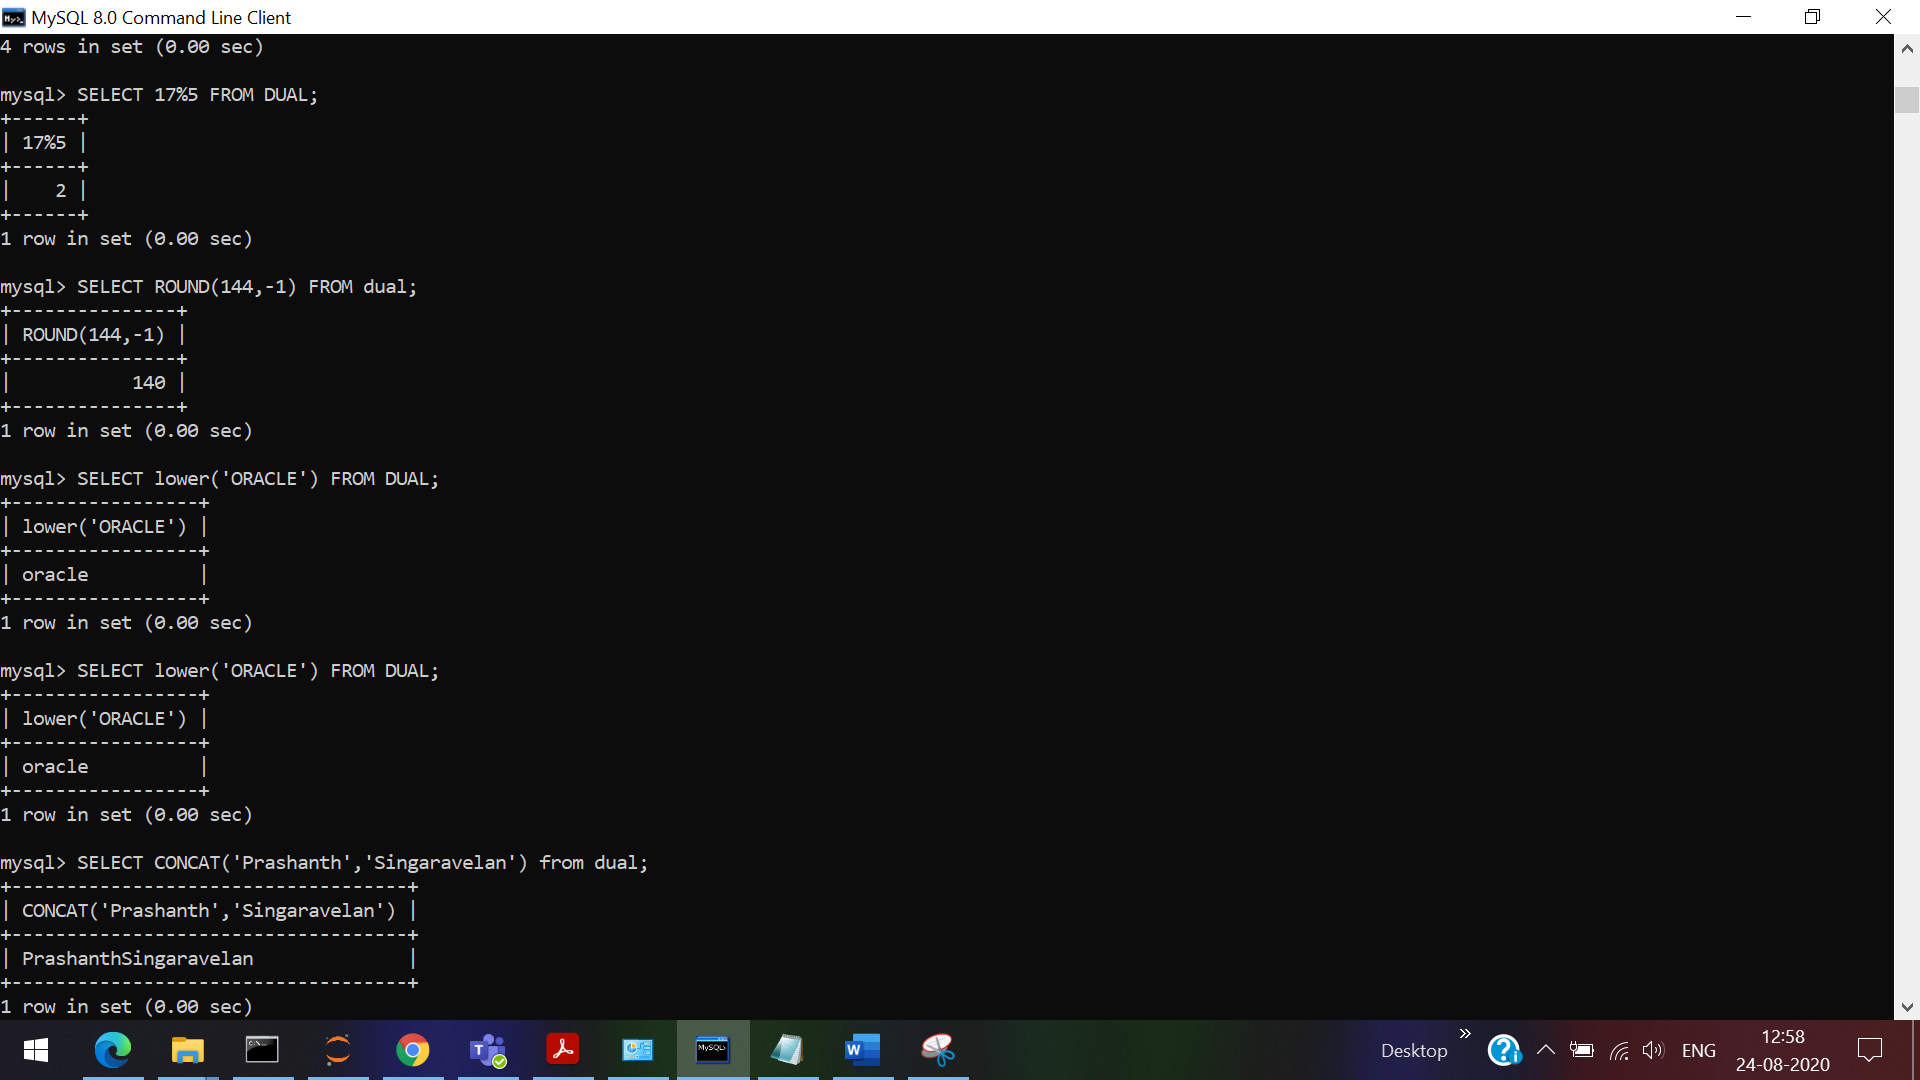 MySQL 8.0 Command Line Client
4 rows in set (0.00 sec)
mysql> SELECT 17%5 FROM DUAL;
+------+
| 17%5 |
+------+
|    2 |
+------+
1 row in set (0.00 sec)
mysql> SELECT ROUND(144,-1) FROM dual;
+---------------+
| ROUND(144,-1) |
+---------------+
|           140 |
+---------------+
1 row in set (0.00 sec)
mysql> SELECT lower('ORACLE') FROM DUAL;
+-----------------+
| lower('ORACLE') |
+-----------------+
| oracle          |
+-----------------+
1 row in set (0.00 sec)
mysql> SELECT lower('ORACLE') FROM DUAL;
+-----------------+
| lower('ORACLE') |
+-----------------+
| oracle          |
+-----------------+
1 row in set (0.00 sec)
mysql> SELECT CONCAT('Prashanth','Singaravelan') from dual;
+------------------------------------+
| CONCAT('Prashanth','Singaravelan') |
+------------------------------------+
| PrashanthSingaravelan              |
+------------------------------------+
1 row in set (0.00 sec)
Desktop
ENG
12:58
24-08-2020